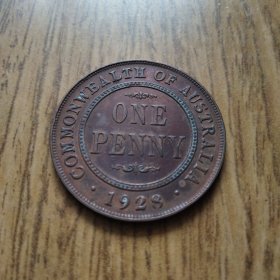 COMMONWEALTH OF AUSTRALIA
ONE
PENNY
· 1928 ·